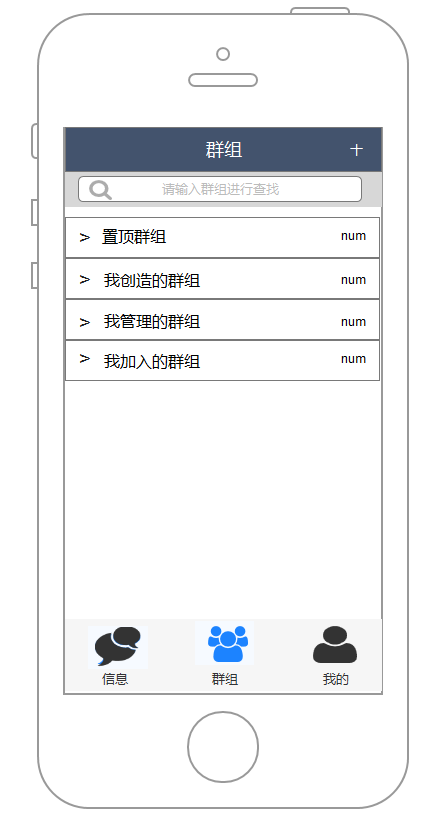 群组 +
请输入群组进行查找
> 置顶群组 num
> 我创造的群组 num
> 我管理的群组 num
> 我加入的群组 num
信息 群组 我的